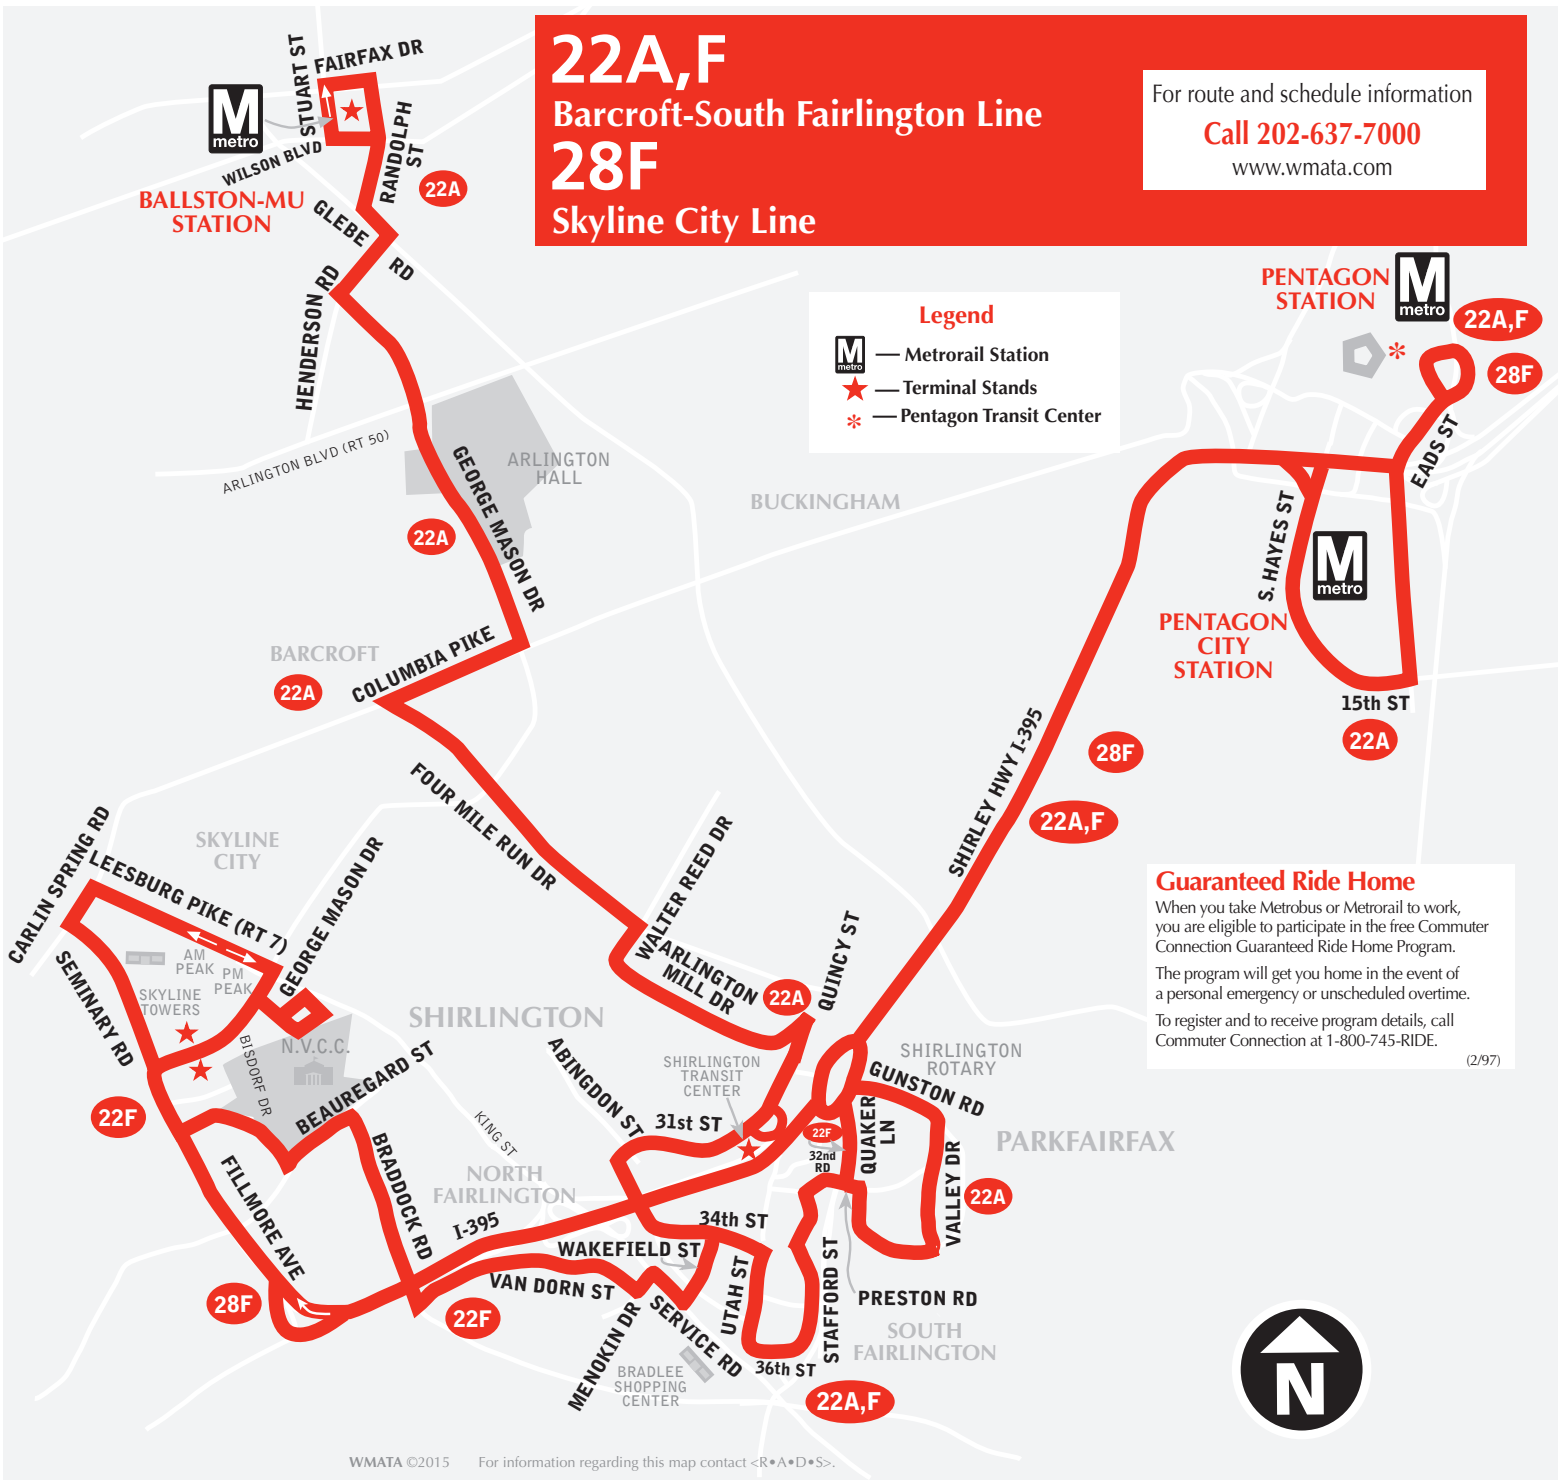 22A,F
Barcroft-South Fairlington Line
28F
Skyline City Line
For route and schedule information
Call 202-637-7000
www.wmata.com
STUART ST
FAIRFAX DR
M
metro
WILSON BLVD
RANDOLPH
ST
22A
BALLSTON-MU
STATION
GLEBE
RD
HENDERSON RD
PENTAGON
STATION
M
metro
22A,F
28F
EADS ST
Legend
M
metro
— Metrorail Station
— Terminal Stands
* — Pentagon Transit Center
*
ARLINGTON BLVD (RT 50)
ARLINGTON
HALL
GEORGE MASON DR
22A
BUCKINGHAM
S. HAYES ST
M
metro
PENTAGON
CITY
STATION
15th ST
22A
BARCROFT
22A
COLUMBIA PIKE
SHIRLEY HWY I-395
28F
22A,F
FOUR MILE RUN DR
WALTER REED DR
ARLINGTON
MILL DR
22A
QUINCY ST
CARLIN SPRING RD
SKYLINE
CITY
LEESBURG PIKE (RT 7)
GEORGE MASON DR
AM
PEAK
PM
PEAK
SKYLINE
TOWERS
SEMINARY RD
BISDORF DR
N.V.C.C.
BEAUREGARD ST
22F
FILLMORE AVE
BRADDOCK RD
28F
22F
Guaranteed Ride Home
When you take Metrobus or Metrorail to work,
you are eligible to participate in the free Commuter
Connection Guaranteed Ride Home Program.
The program will get you home in the event of
a personal emergency or unscheduled overtime.
To register and to receive program details, call
Commuter Connection at 1-800-745-RIDE.
(2/97)
SHIRLINGTON
ABINGDON ST
SHIRLINGTON
TRANSIT
CENTER
31st ST
KING ST
NORTH
FAIRLINGTON
I-395
SHIRLINGTON
ROTARY
GUNSTON RD
QUAKER
LN
22F
32nd
RD
PARKFAIRFAX
VALLEY DR
22A
34th ST
WAKEFIELD ST
VAN DORN ST
MENOKIN DR
SERVICE RD
UTAH ST
STAFFORD ST
PRESTON RD
SOUTH
FAIRLINGTON
36th ST
BRADLEE
SHOPPING
CENTER
22A,F
N
WMATA ©2015 For information regarding this map contact <R•A•D•S>.